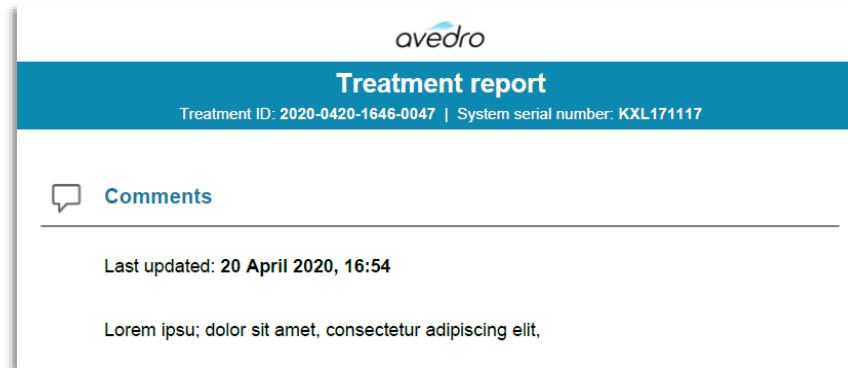 avedro
Treatment report
Treatment ID: 2020-0420-1646-0047 | System serial number: KXL171117
Comments
Last updated: 20 April 2020, 16:54
Lorem ipsu; dolor sit amet, consectetur adipiscing elit,